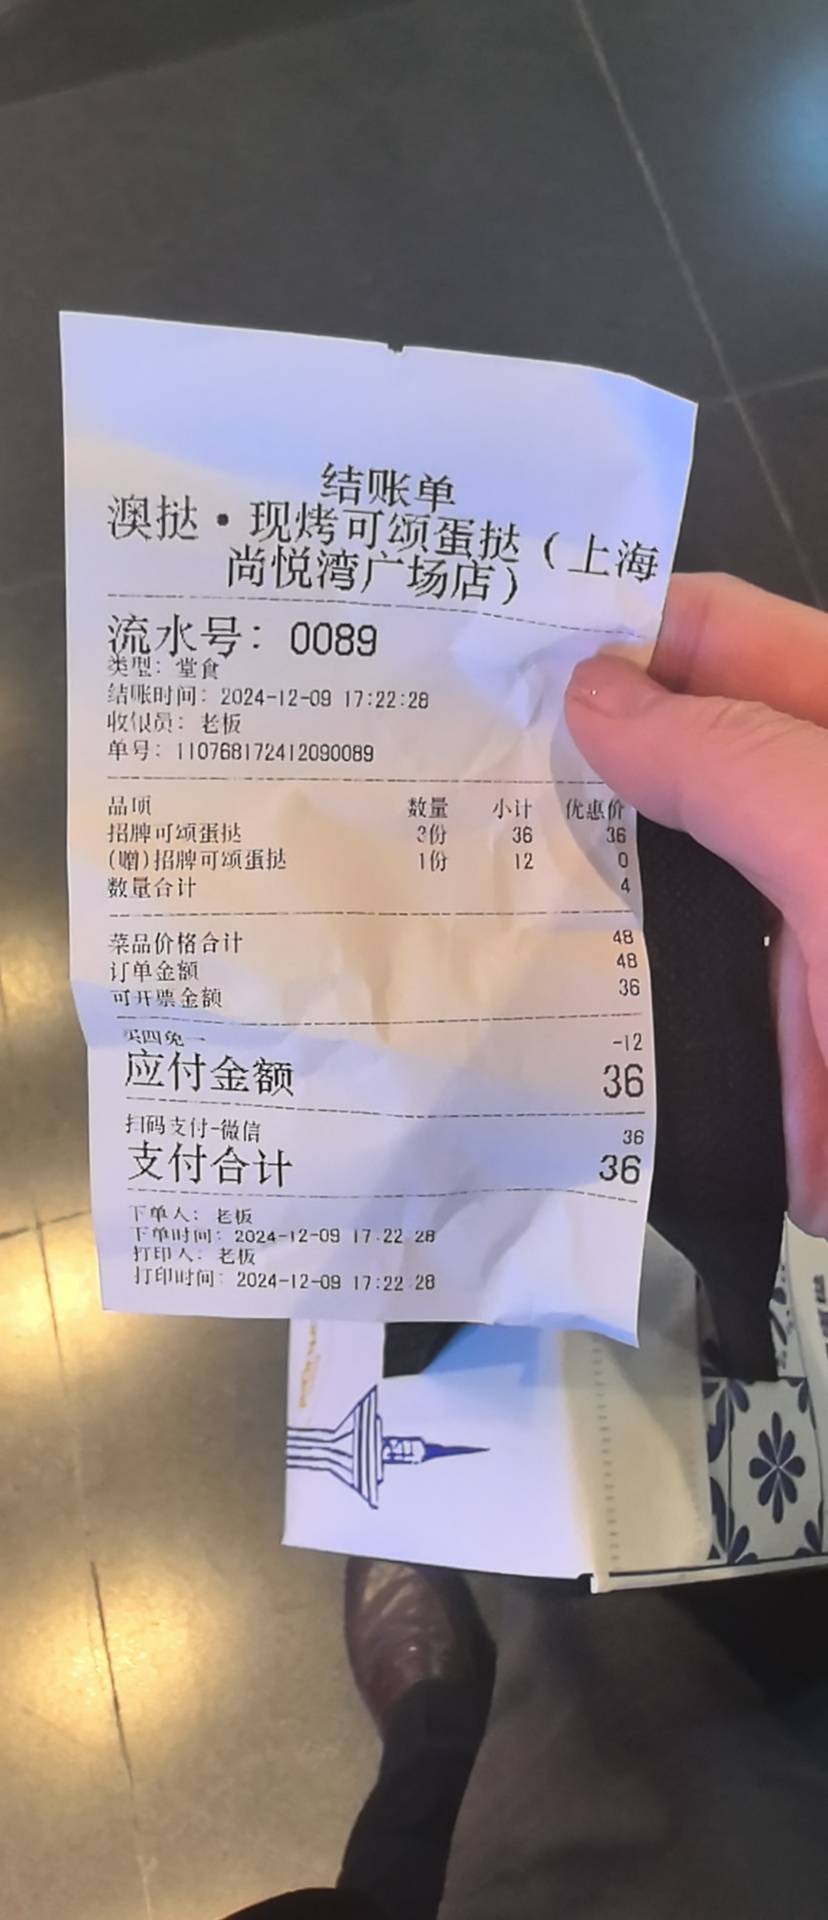 结账单
澳挞·现烤可颂蛋挞（上海
尚悦湾广场店）
流水号：0089
类型：堂食
结账时间：2024-12-09 17:22:28
收银员：老板
单号：110768172412090089
品项 数量 小计 优惠价
招牌可颂蛋挞 3份 36 36
(赠)招牌可颂蛋挞 1份 12 0
数量合计 4
菜品价格合计 48
订单金额 48
可开票金额 36
买四免一 -12
应付金额 36
扫码支付-微信 36
支付合计 36
下单人：老板
下单时间：2024-12-09 17:22:28
打印人：老板
打印时间：2024-12-09 17:22:28